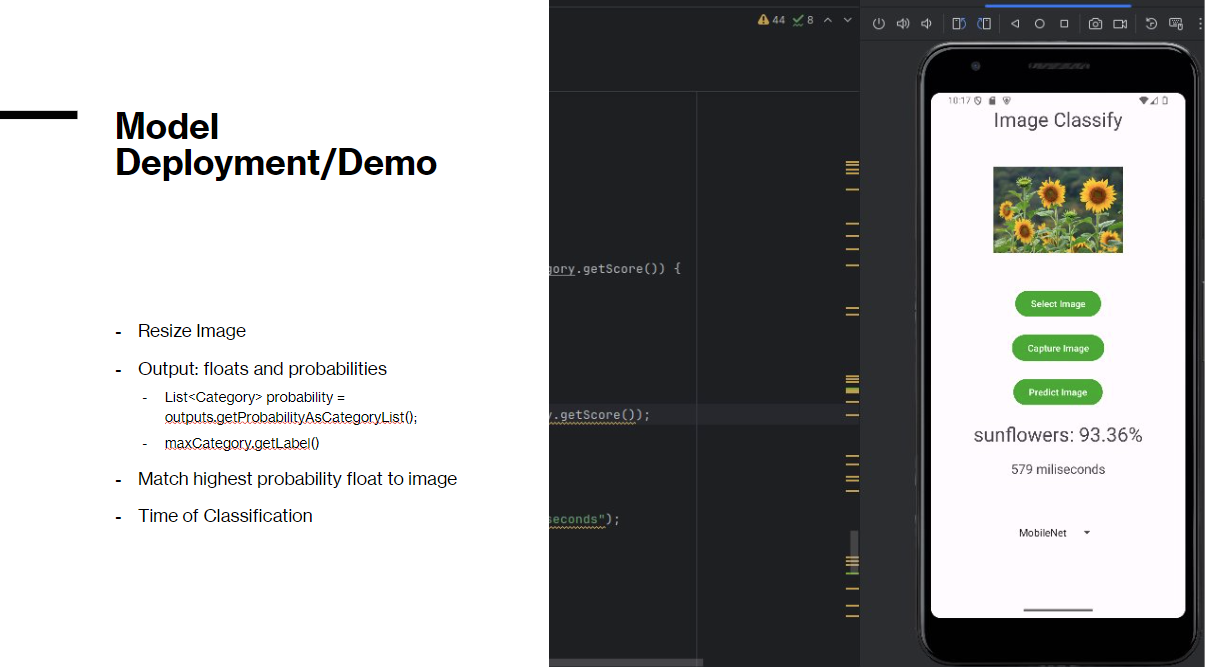 Model
Deployment/Demo
- Resize Image
- Output: floats and probabilities
- List<Category> probability =
outputs.getProbabilityAsCategoryList();
- maxCategory.getLabel()
- Match highest probability float to image
- Time of Classification
44 8
gory.getScore()) {
.getScore());
seconds");
10:17
Image Classify
Select Image
Capture Image
Predict Image
sunflowers: 93.36%
579 miliseconds
MobileNet